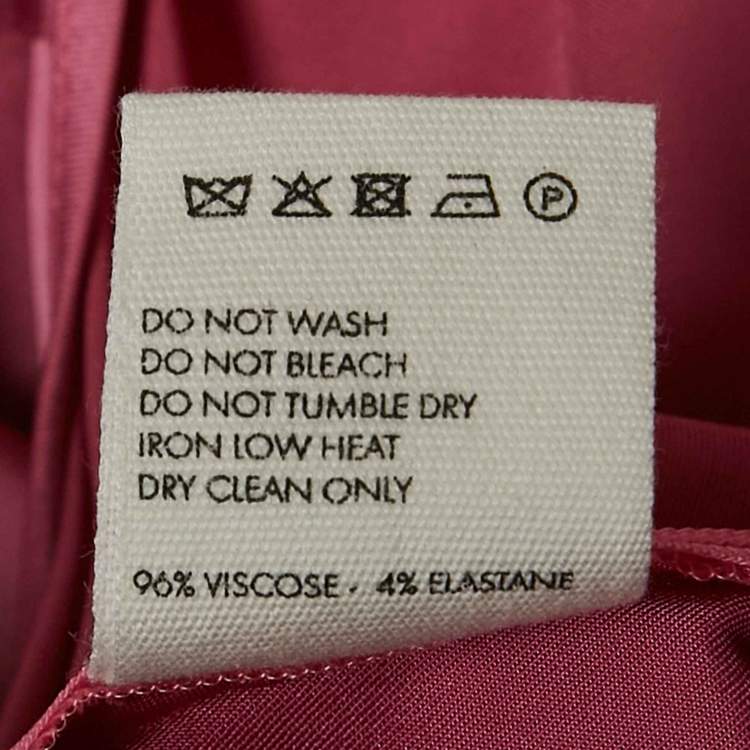 P
DO NOT WASH
DO NOT BLEACH
DO NOT TUMBLE DRY
IRON LOW HEAT
DRY CLEAN ONLY
96% VISCOSE - 4% ELASTANE